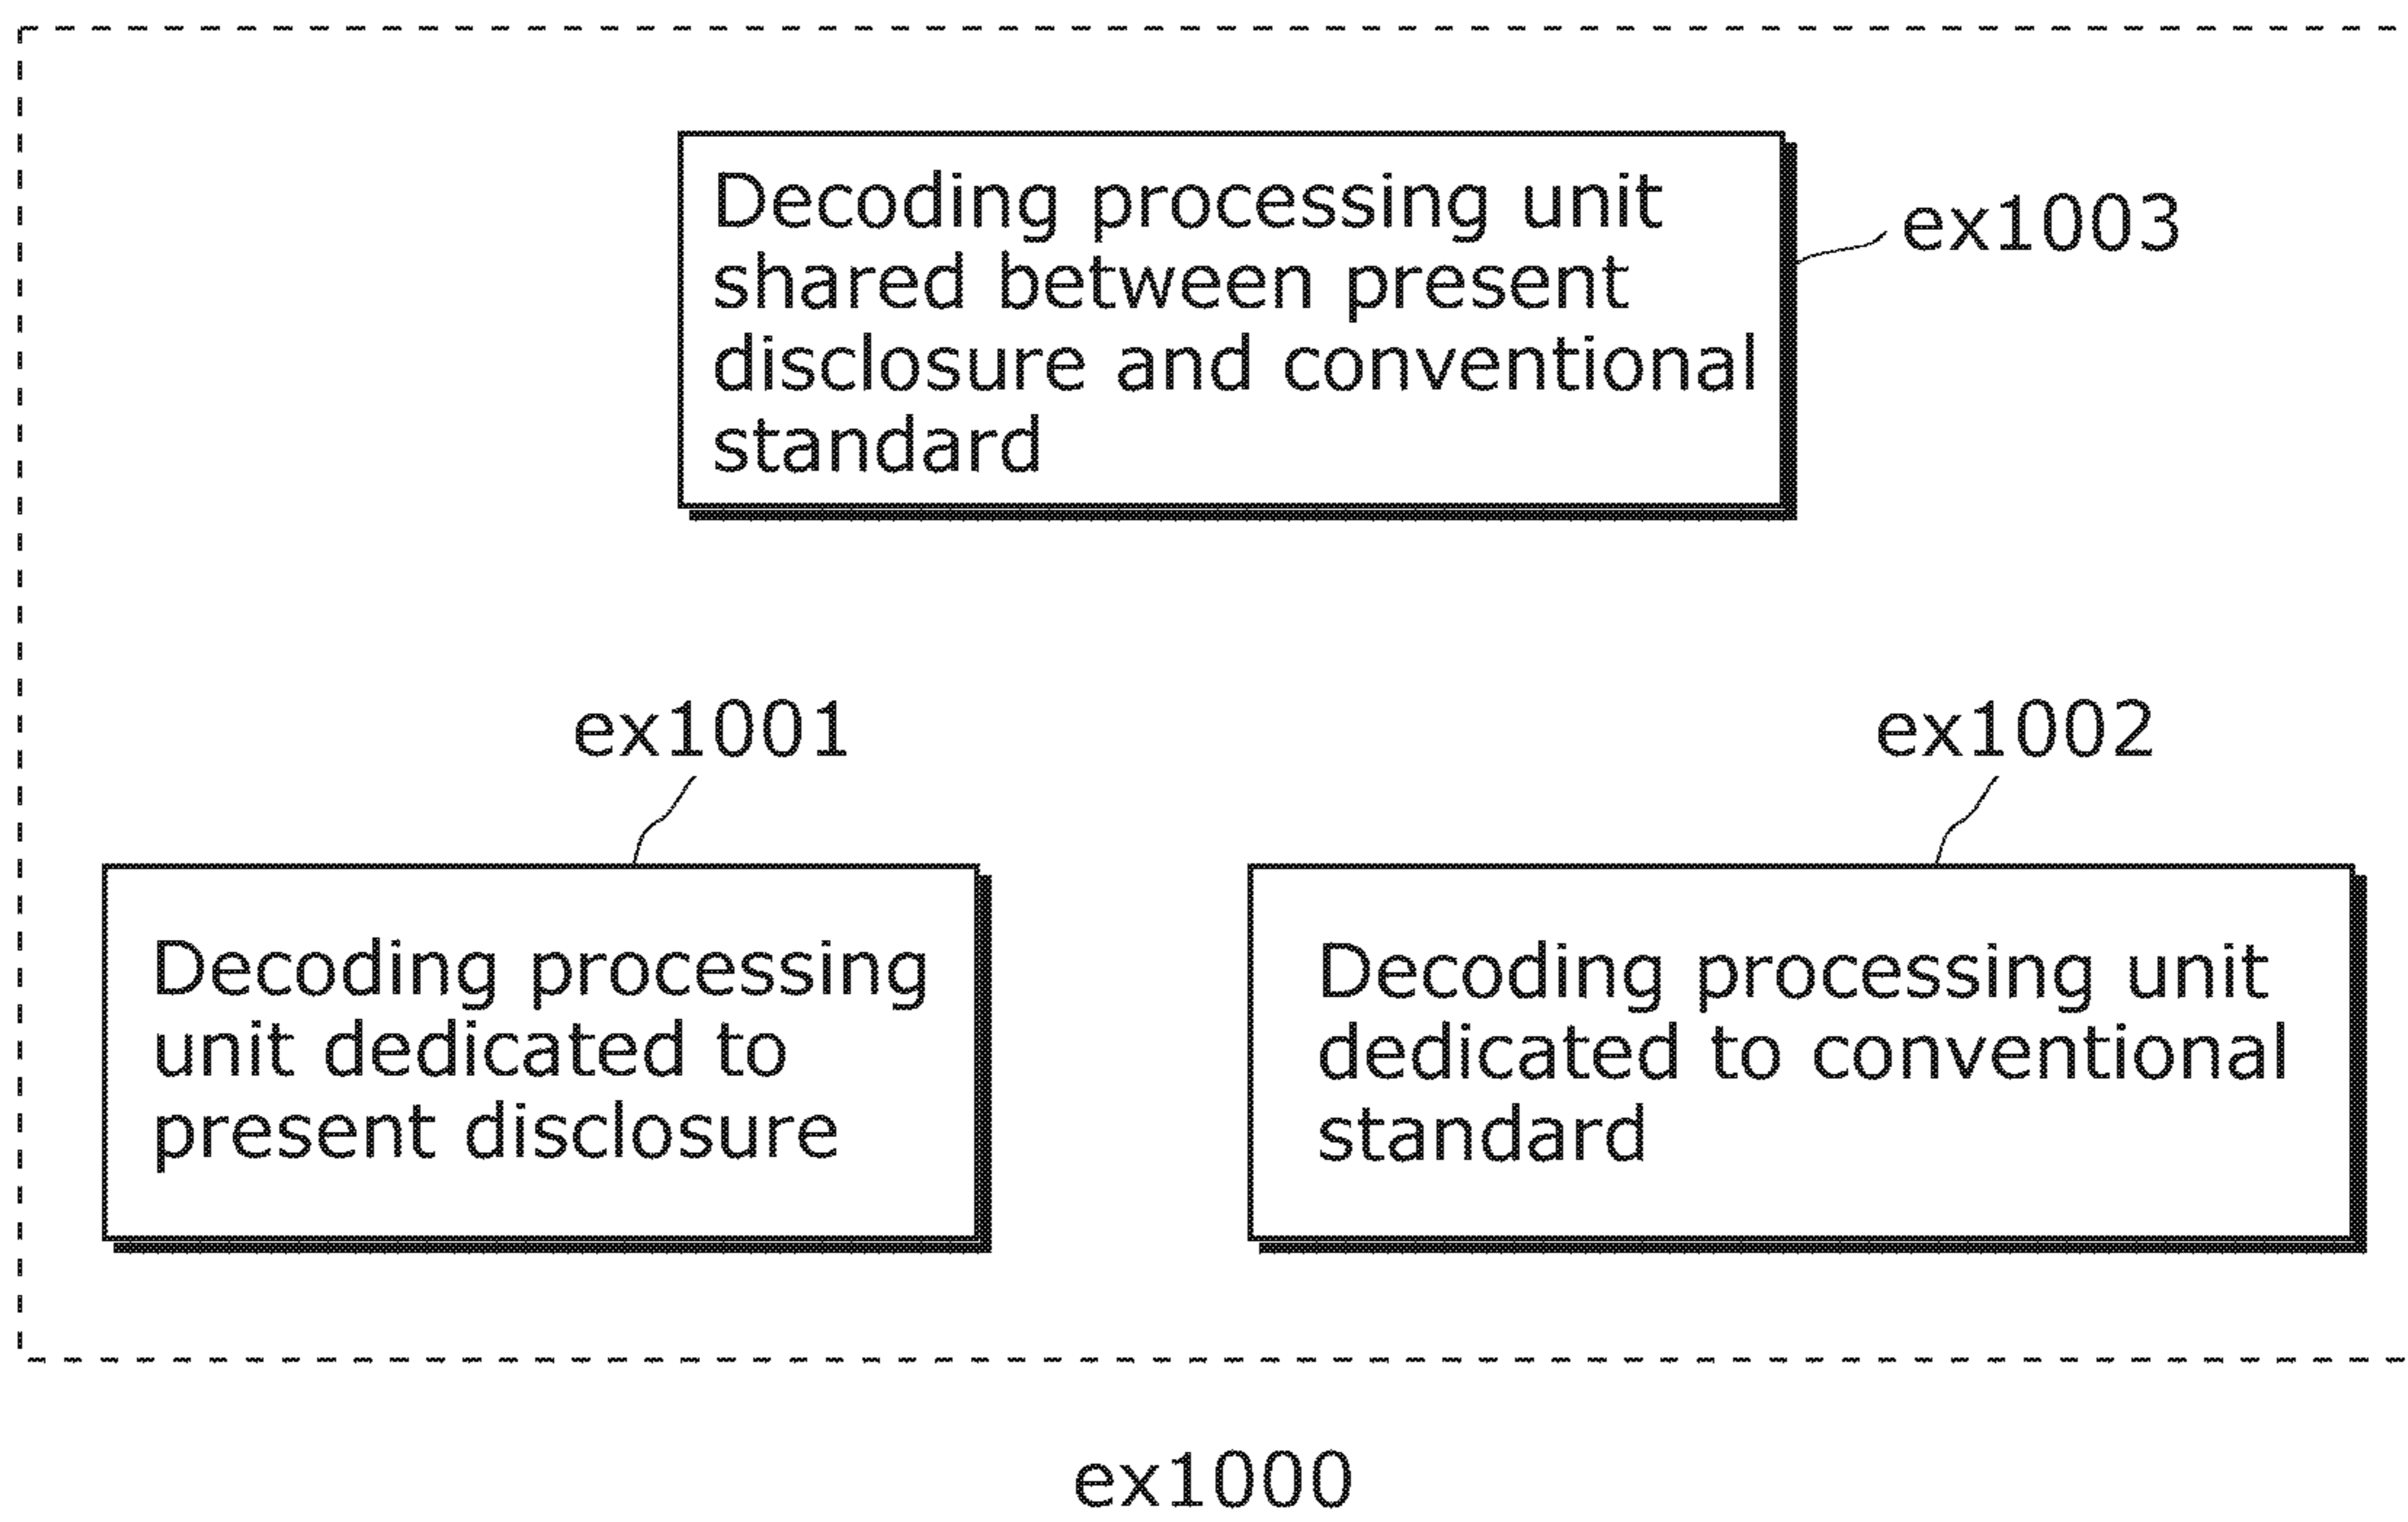 Decoding processing unit
shared between present
disclosure and conventional
standard
ex1003
ex1001
ex1002
Decoding processing
unit dedicated to
present disclosure
Decoding processing unit
dedicated to conventional
standard
ex1000